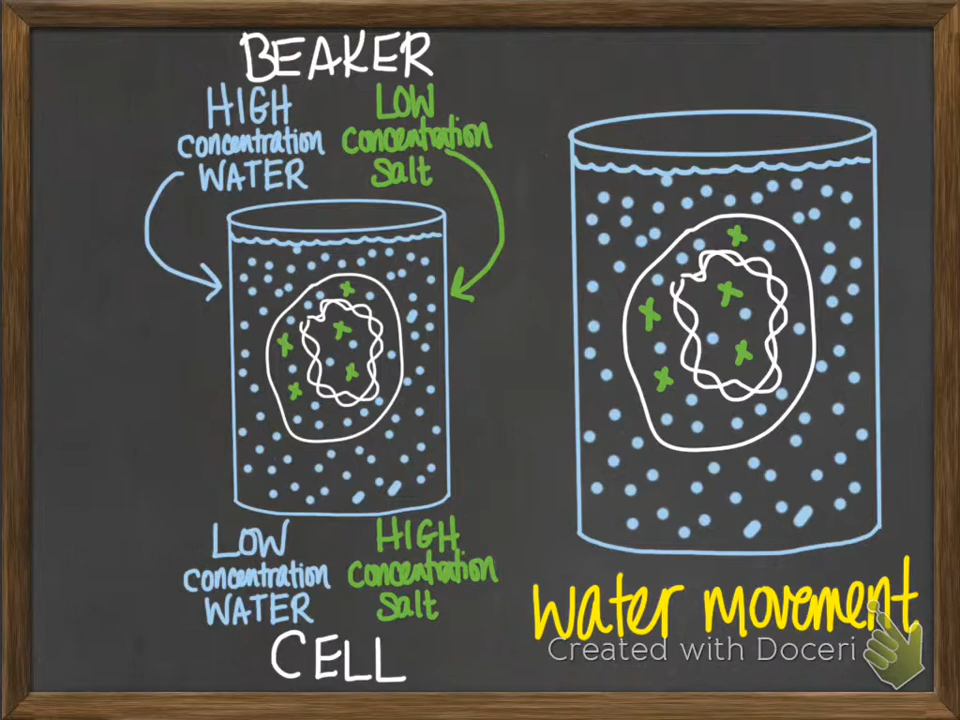 BEAKER
HIGH
concentration
WATER
LOW
concentration
salt
LOW
concentration
WATER
HIGH
concentration
salt
CELL
water movement
Created with Doceri